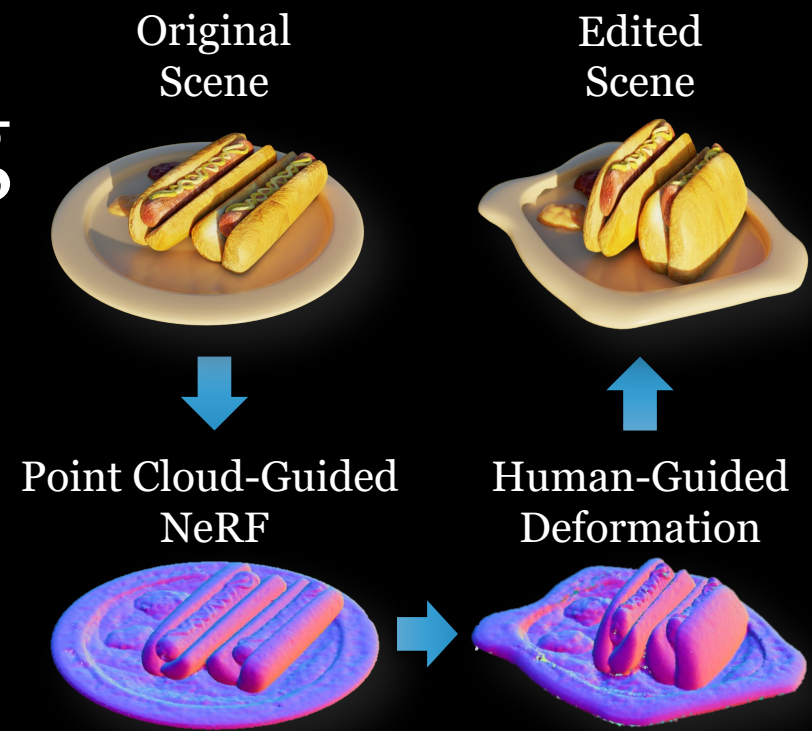 Original
Scene
Edited
Scene
Point Cloud-Guided
NeRF
Human-Guided
Deformation